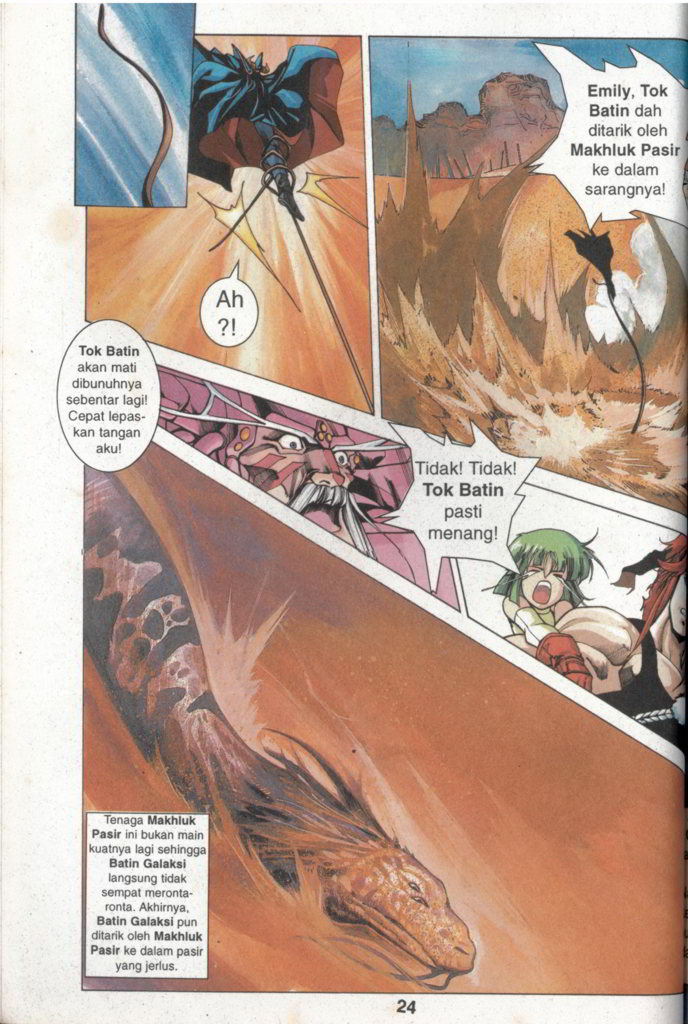 Emily, Tok
Batin dah
ditarik oleh
Makhluk Pasir
ke dalam
sarangnya!
Ah
?!
Tok Batin
akan mati
dibunuhnya
sebentar lagi!
Cepat lepas-
kan tangan
aku!
Tidak! Tidak!
Tok Batin
pasti
menang!
Tenaga Makhluk
Pasir ini bukan main
kuatnya lagi sehingga
Batin Galaksi
langsung tidak
sempat meronta-
ronta. Akhirnya,
Batin Galaksi pun
ditarik oleh Makhluk
Pasir ke dalam pasir
yang jerlus.
24